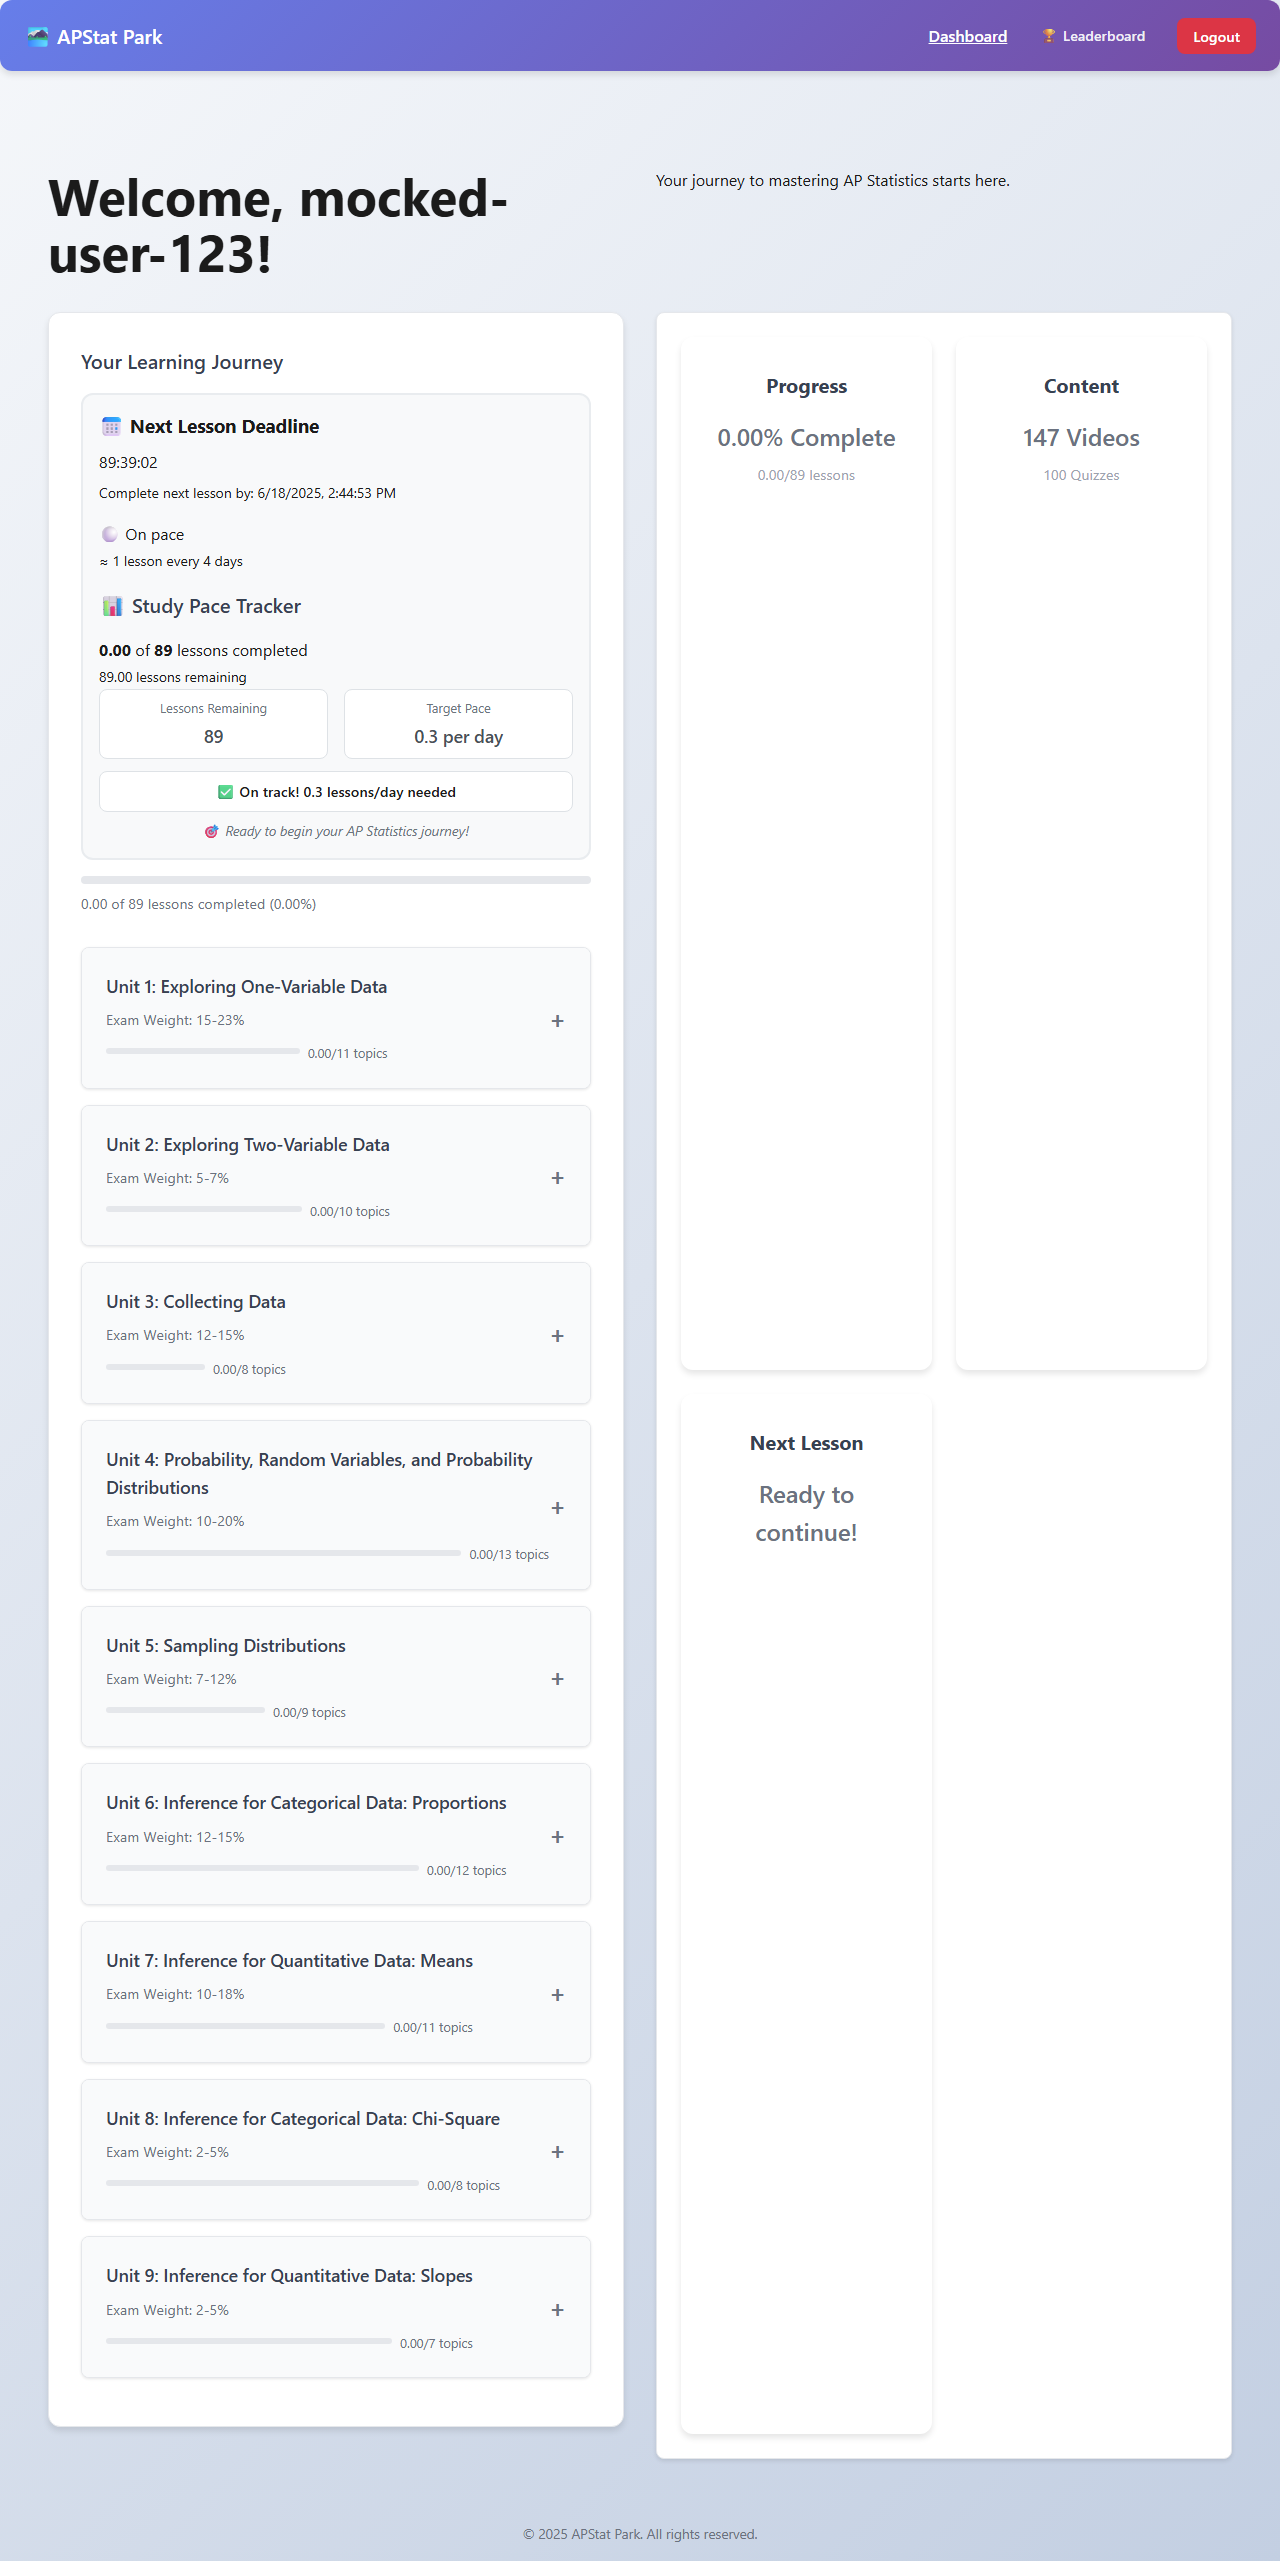 APStat Park
Dashboard
Leaderboard
Logout
Welcome, mocked-
user-123!
Your journey to mastering AP Statistics starts here.
Your Learning Journey
Next Lesson Deadline
89:39:02
Complete next lesson by: 6/18/2025, 2:44:53 PM
On pace
≈ 1 lesson every 4 days
Study Pace Tracker
0.00 of 89 lessons completed
89.00 lessons remaining
Lessons Remaining
89
Target Pace
0.3 per day
✅ On track! 0.3 lessons/day needed
🎯 Ready to begin your AP Statistics journey!
0.00 of 89 lessons completed (0.00%)
Unit 1: Exploring One-Variable Data
Exam Weight: 15-23%
+
0.00/11 topics
Unit 2: Exploring Two-Variable Data
Exam Weight: 5-7%
+
0.00/10 topics
Unit 3: Collecting Data
Exam Weight: 12-15%
+
0.00/8 topics
Unit 4: Probability, Random Variables, and Probability
Distributions
Exam Weight: 10-20%
+
0.00/13 topics
Unit 5: Sampling Distributions
Exam Weight: 7-12%
+
0.00/9 topics
Unit 6: Inference for Categorical Data: Proportions
Exam Weight: 12-15%
+
0.00/12 topics
Unit 7: Inference for Quantitative Data: Means
Exam Weight: 10-18%
+
0.00/11 topics
Unit 8: Inference for Categorical Data: Chi-Square
Exam Weight: 2-5%
+
0.00/8 topics
Unit 9: Inference for Quantitative Data: Slopes
Exam Weight: 2-5%
+
0.00/7 topics
Progress
0.00% Complete
0.00/89 lessons
Content
147 Videos
100 Quizzes
Next Lesson
Ready to
continue!
© 2025 APStat Park. All rights reserved.